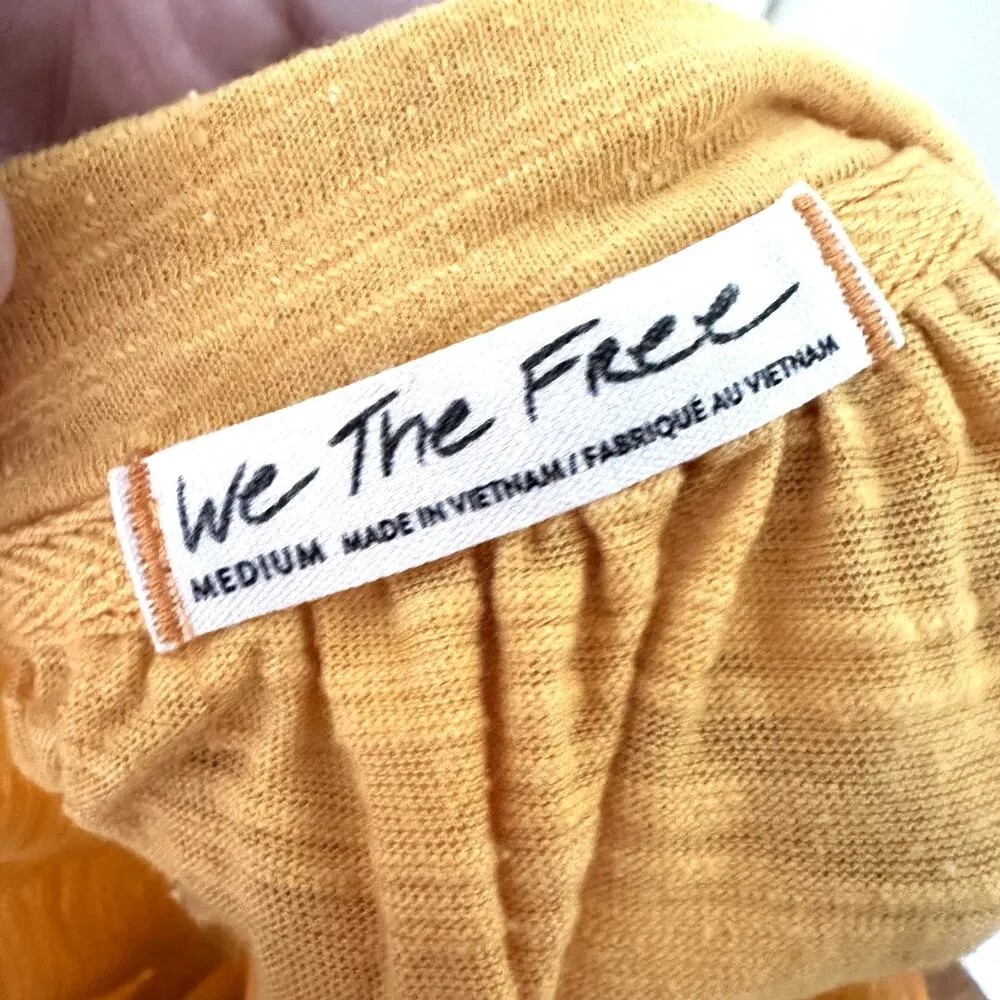 We The Free
MEDIUM MADE IN VIETNAM / FABRIQUÉ AU VIETNAM